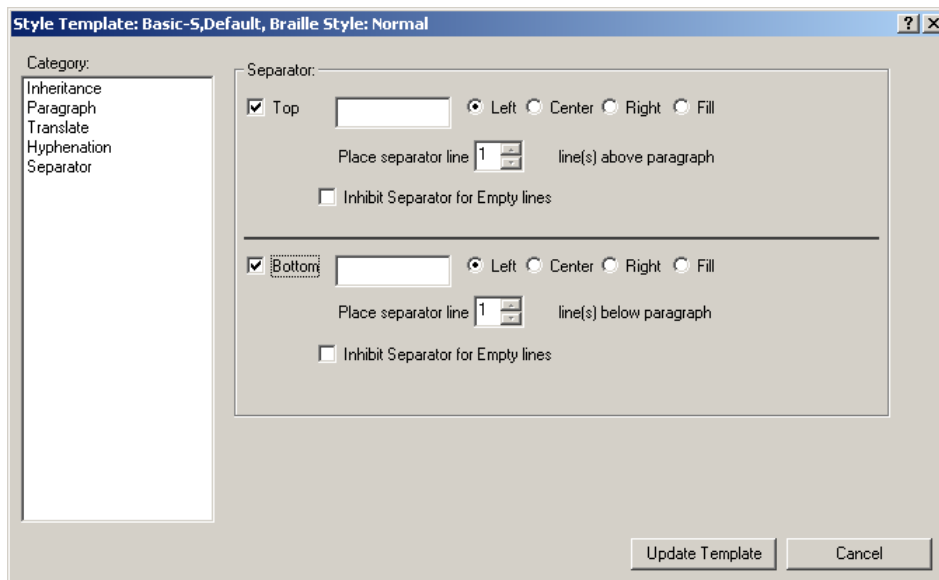 Style Template: Basic-S,Default, Braille Style: Normal
Category:
Inheritance
Paragraph
Translate
Hyphenation
Separator
Separator:
Top Left Center Right Fill
Place separator line 1 line(s) above paragraph
Inhibit Separator for Empty lines
Bottom Left Center Right Fill
Place separator line 1 line(s) below paragraph
Inhibit Separator for Empty lines
Update Template Cancel